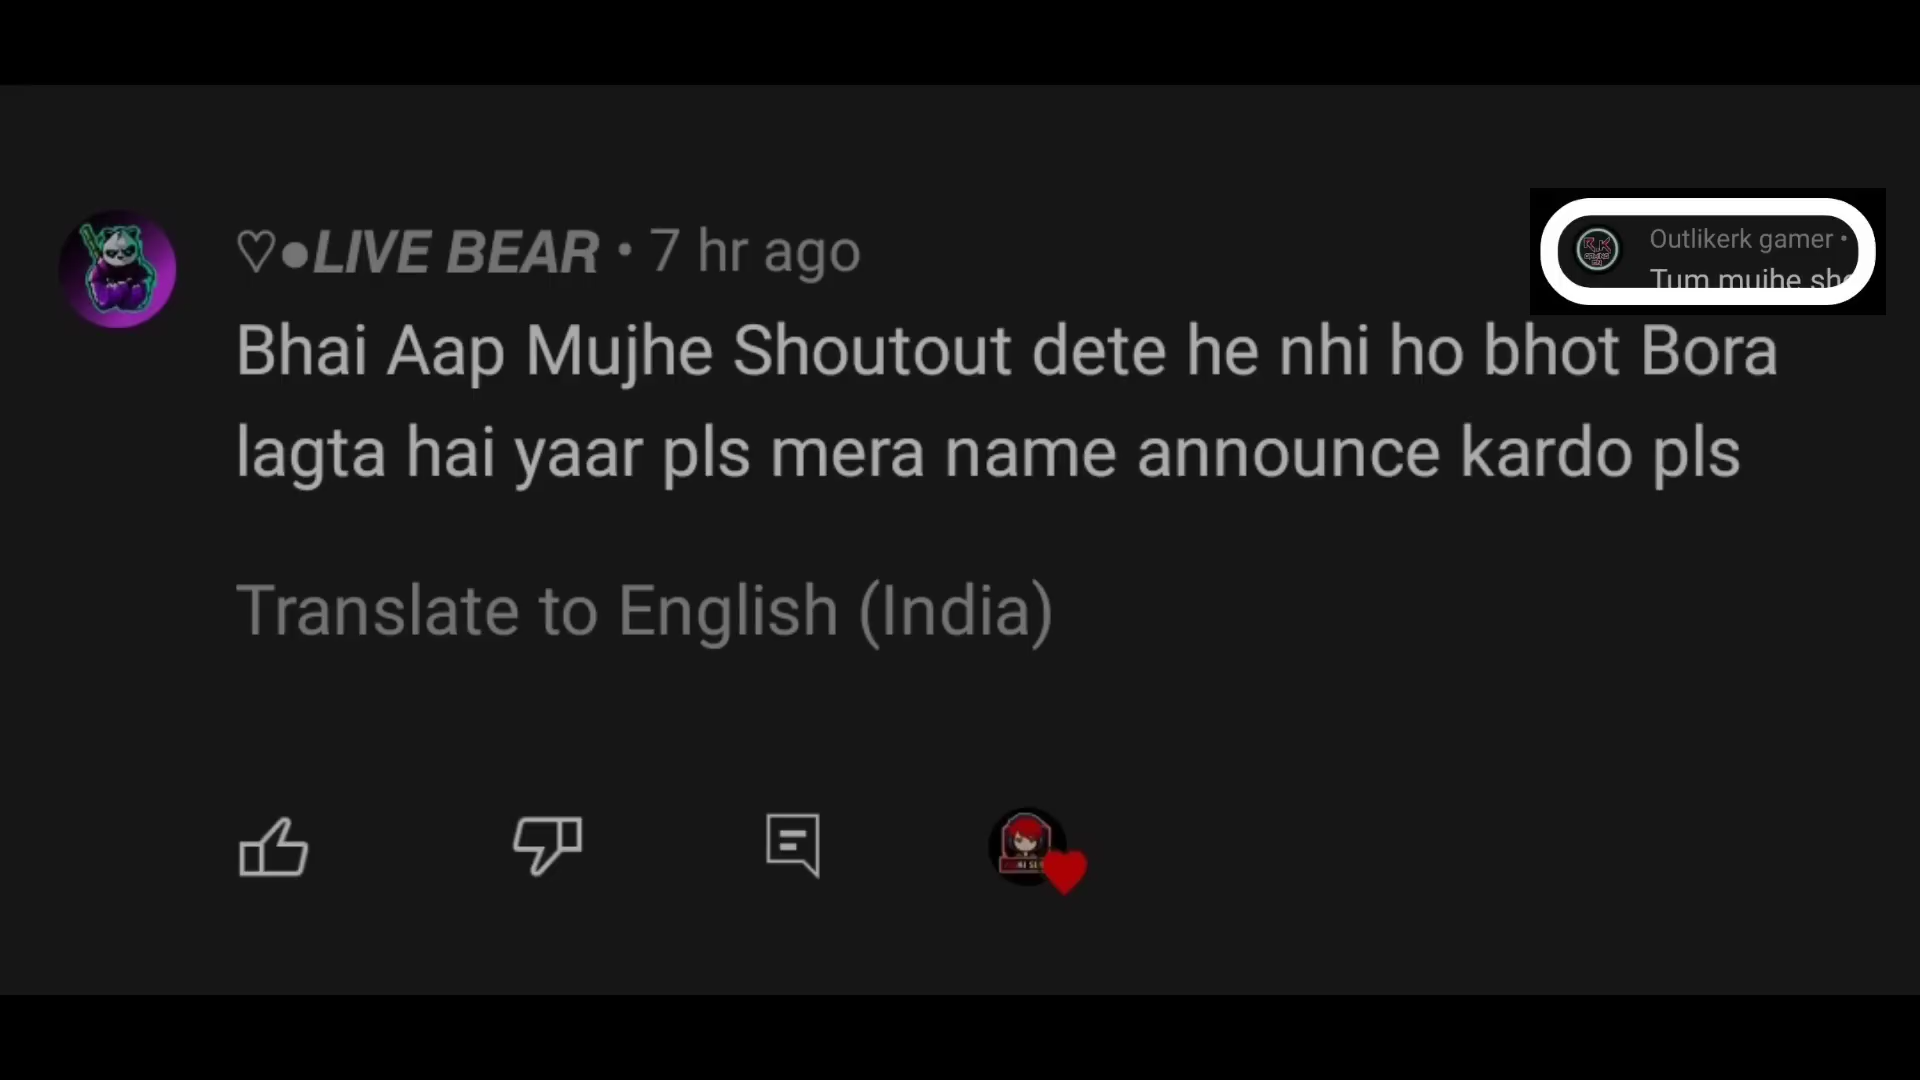 ♡●LIVE BEAR • 7 hr ago
Outlikerk gamer •
Tum mujhe
Bhai Aap Mujhe Shoutout dete he nhi ho bhot Bora
lagta hai yaar pls mera name announce kardo pls
Translate to English (India)